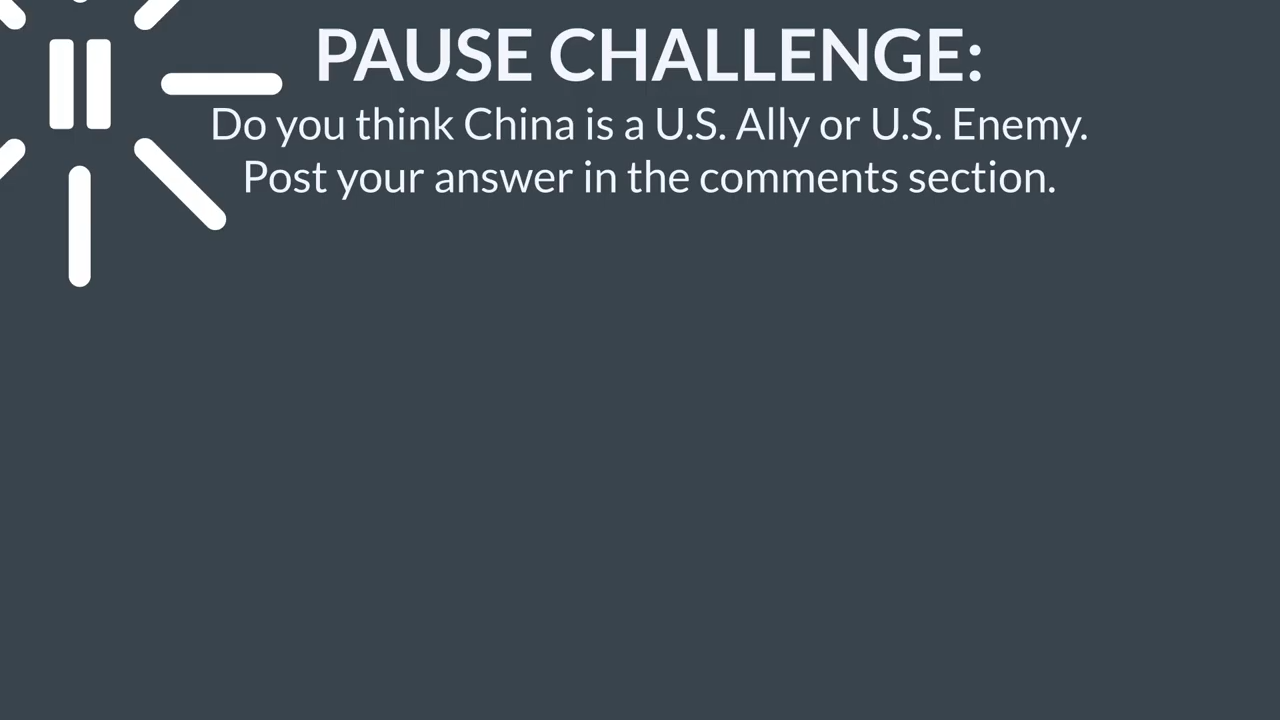 PAUSE CHALLENGE:
Do you think China is a U.S. Ally or U.S. Enemy.
Post your answer in the comments section.